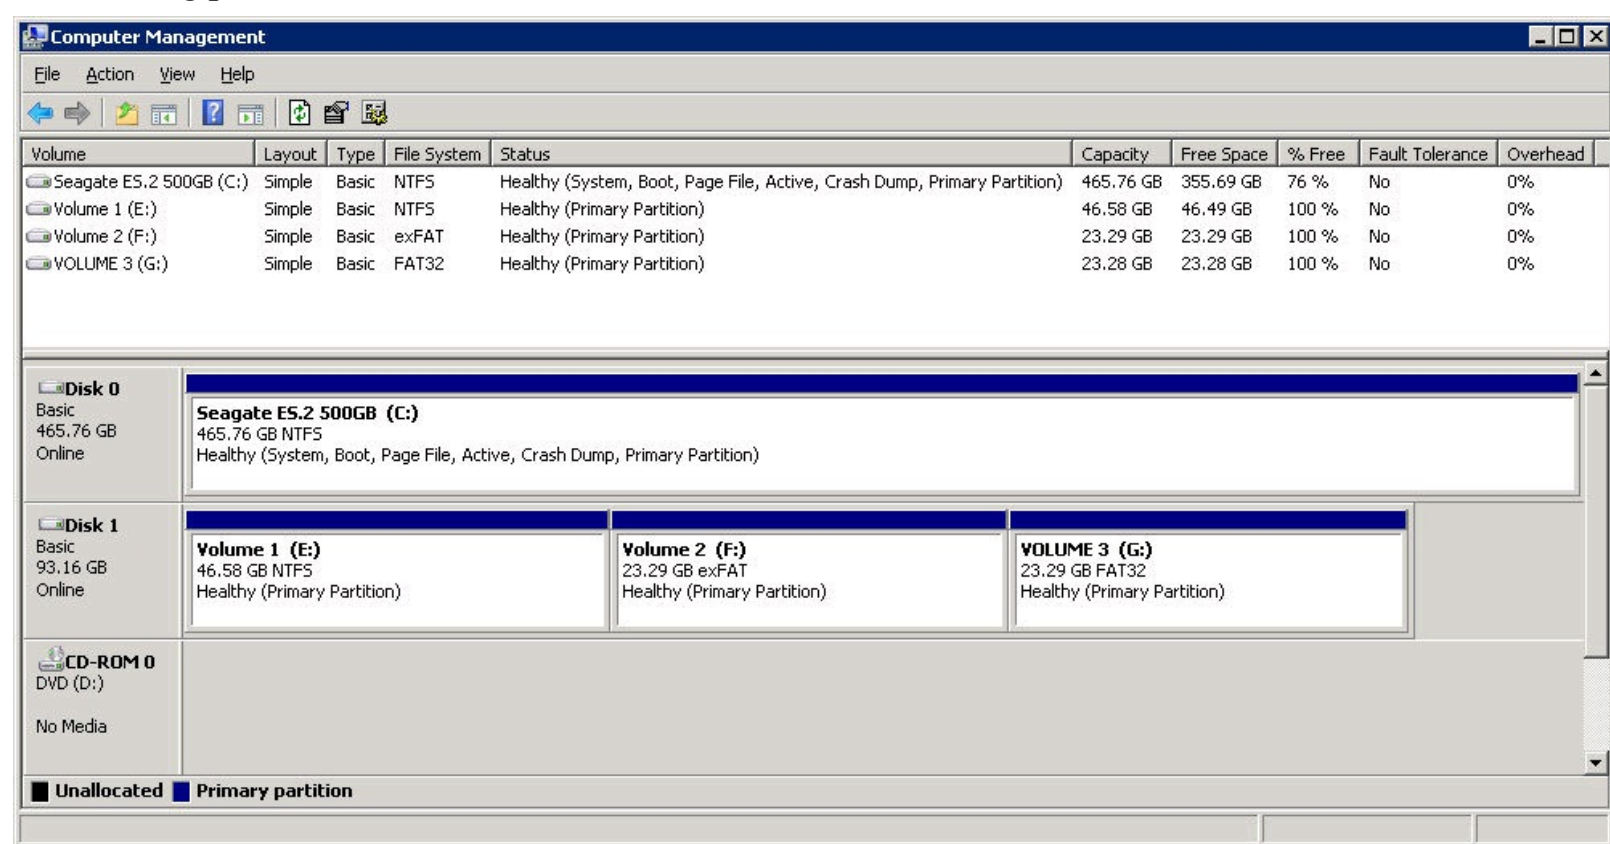 Computer Management
File Action View Help
Volume Layout Type File System Status Capacity Free Space % Free Fault Tolerance Overhead
Seagate ES.2 500GB (C:) Simple Basic NTFS Healthy (System, Boot, Page File, Active, Crash Dump, Primary Partition) 465.76 GB 355.69 GB 76 % No 0%
Volume 1 (E:) Simple Basic NTFS Healthy (Primary Partition) 46.58 GB 46.49 GB 100 % No 0%
Volume 2 (F:) Simple Basic exFAT Healthy (Primary Partition) 23.29 GB 23.29 GB 100 % No 0%
VOLUME 3 (G:) Simple Basic FAT32 Healthy (Primary Partition) 23.28 GB 23.28 GB 100 % No 0%
Disk 0
Basic
465.76 GB
Online
Seagate ES.2 500GB (C:)
465.76 GB NTFS
Healthy (System, Boot, Page File, Active, Crash Dump, Primary Partition)
Disk 1
Basic
93.16 GB
Online
Volume 1 (E:)
46.58 GB NTFS
Healthy (Primary Partition)
Volume 2 (F:)
23.29 GB exFAT
Healthy (Primary Partition)
VOLUME 3 (G:)
23.29 GB FAT32
Healthy (Primary Partition)
CD-ROM 0
DVD (D:)
No Media
Unallocated Primary partition